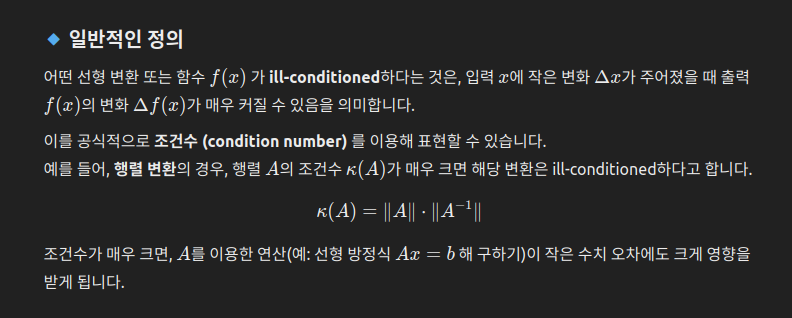 일반적인 정의
어떤 선형 변환 또는 함수 f(x) 가 ill-conditioned하다는 것은, 입력 x에 작은 변화 Δx가 주어졌을 때 출력
f(x)의 변화 Δf(x)가 매우 커질 수 있음을 의미합니다.
이를 공식적으로 조건수 (condition number) 를 이용해 표현할 수 있습니다.
예를 들어, 행렬 변환의 경우, 행렬 A의 조건수 κ(A)가 매우 크면 해당 변환은 ill-conditioned하다고 합니다.
κ(A) = ‖A‖ · ‖A⁻¹‖
조건수가 매우 크면, A를 이용한 연산(예: 선형 방정식 Ax = b 해 구하기)이 작은 수치 오차에도 크게 영향을
받게 됩니다.